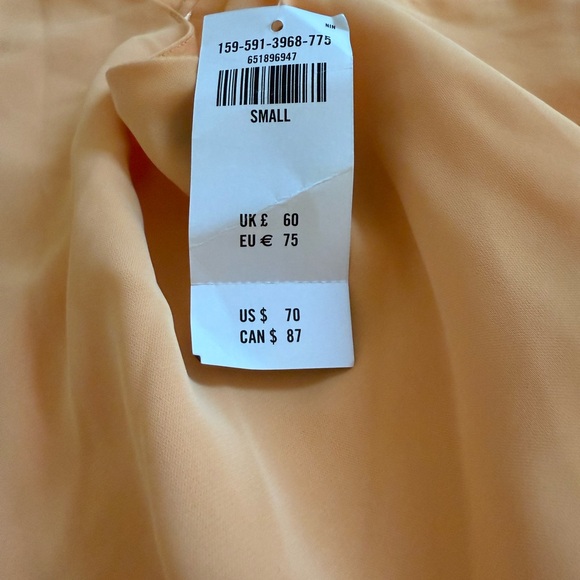 159-591-3968-775
651896947
SMALL
UK £ 60
EU € 75
US $ 70
CAN $ 87